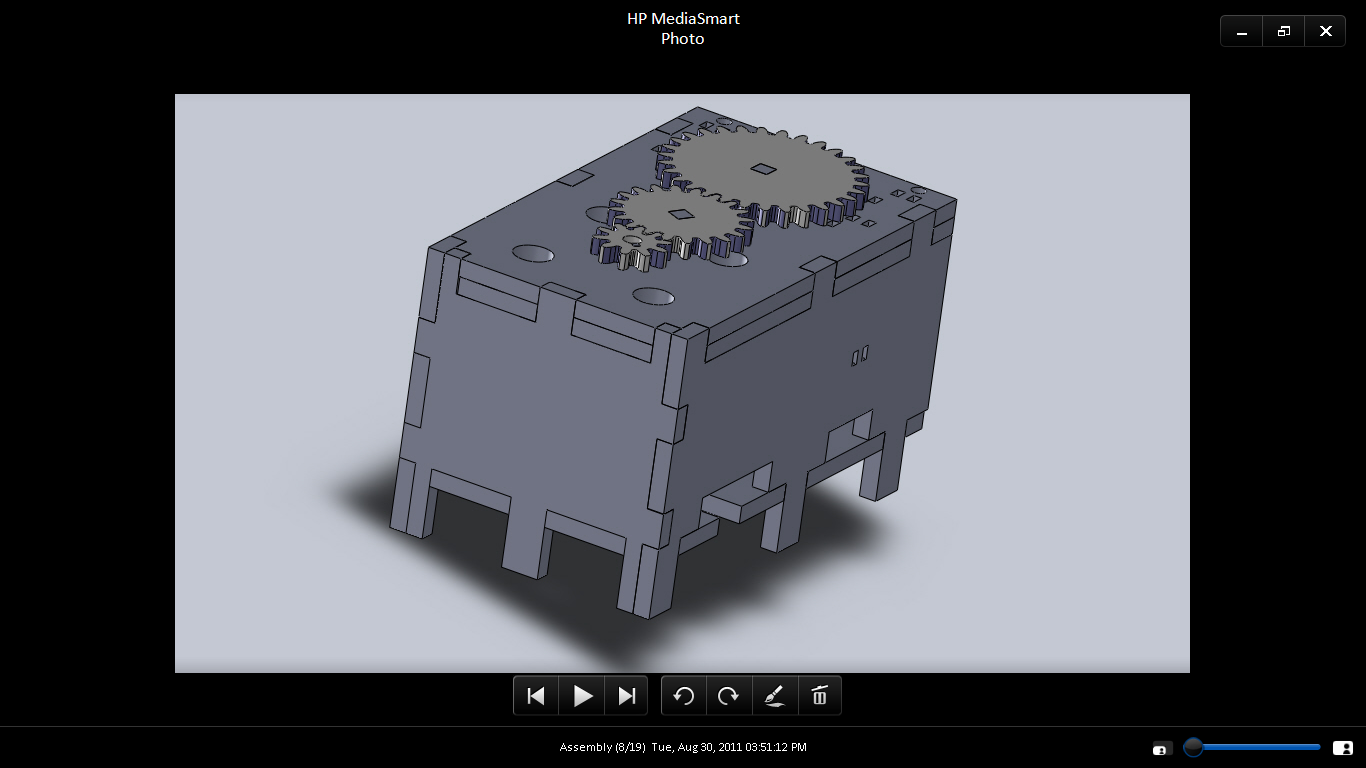 HP MediaSmart
Photo
Assembly (8/19) Tue, Aug 30, 2011 03:51:12 PM